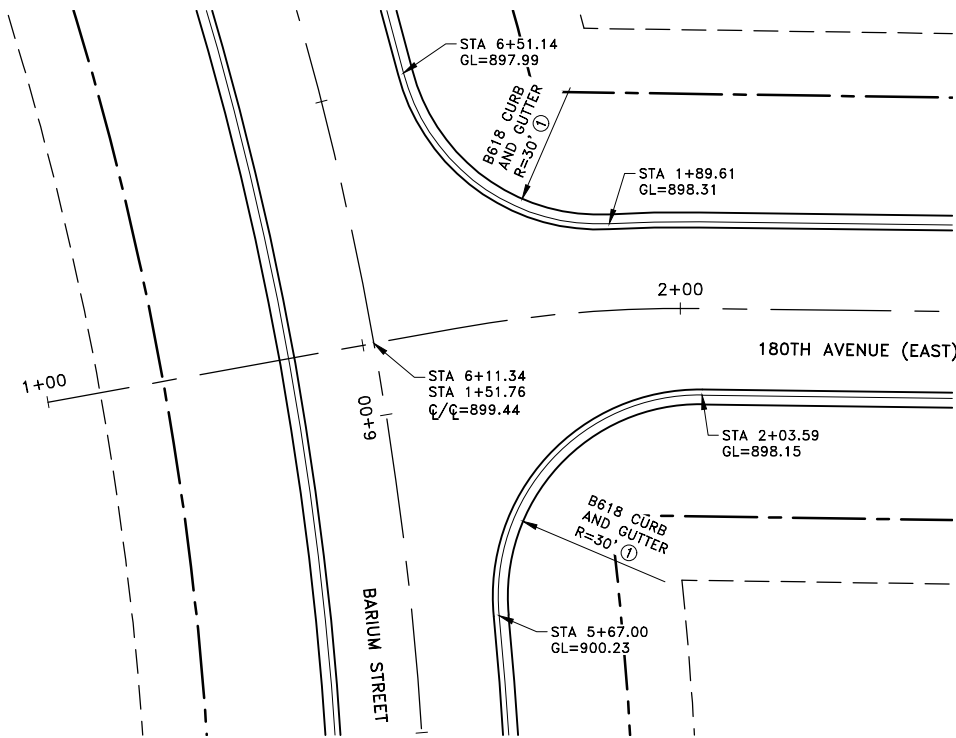 STA 6+51.14
GL=897.99
B618 CURB
AND GUTTER
R=30' ①
STA 1+89.61
GL=898.31
2+00
180TH AVENUE (EAST)
1+00
STA 6+11.34
STA 1+51.76
℄/℄=899.44
6+00
STA 2+03.59
GL=898.15
B618 CURB
AND GUTTER
R=30' ①
BARIUM STREET
STA 5+67.00
GL=900.23